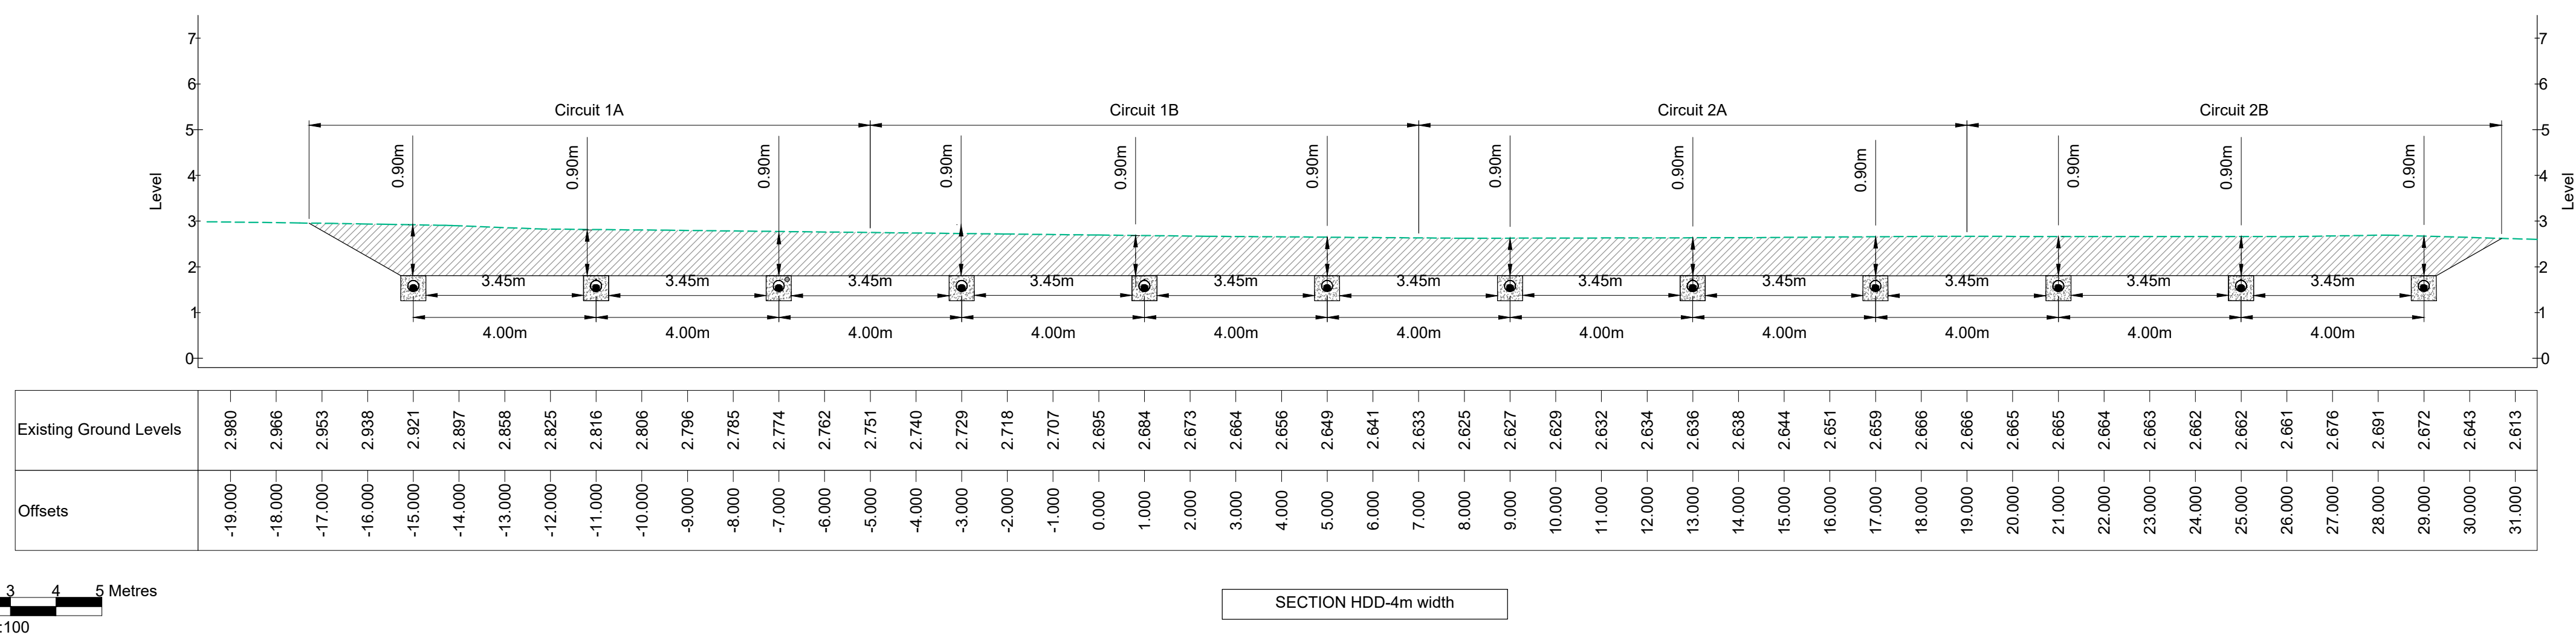 7 7
6 6
Circuit 1A Circuit 1B Circuit 2A Circuit 2B
5 5
0.90m 0.90m 0.90m 0.90m 0.90m 0.90m 0.90m 0.90m 0.90m 0.90m 0.90m 0.90m
4 4
Level Level
3 3
2 2
3.45m 3.45m 3.45m 3.45m 3.45m 3.45m 3.45m 3.45m 3.45m 3.45m 3.45m
1 1
4.00m 4.00m 4.00m 4.00m 4.00m 4.00m 4.00m 4.00m 4.00m 4.00m 4.00m
0 0
Existing Ground Levels 2.980 2.966 2.953 2.938 2.921 2.897 2.858 2.825 2.816 2.806 2.796 2.785 2.774 2.762 2.751 2.740 2.729 2.718 2.707 2.695 2.684 2.673 2.664 2.656 2.649 2.641 2.633 2.625 2.627 2.629 2.632 2.634 2.636 2.638 2.644 2.651 2.659 2.666 2.666 2.665 2.665 2.664 2.663 2.662 2.662 2.661 2.676 2.691 2.672 2.643 2.613
Offsets -19.000 -18.000 -17.000 -16.000 -15.000 -14.000 -13.000 -12.000 -11.000 -10.000 -9.000 -8.000 -7.000 -6.000 -5.000 -4.000 -3.000 -2.000 -1.000 0.000 1.000 2.000 3.000 4.000 5.000 6.000 7.000 8.000 9.000 10.000 11.000 12.000 13.000 14.000 15.000 16.000 17.000 18.000 19.000 20.000 21.000 22.000 23.000 24.000 25.000 26.000 27.000 28.000 29.000 30.000 31.000
3 4 5 Metres
:100
SECTION HDD-4m width